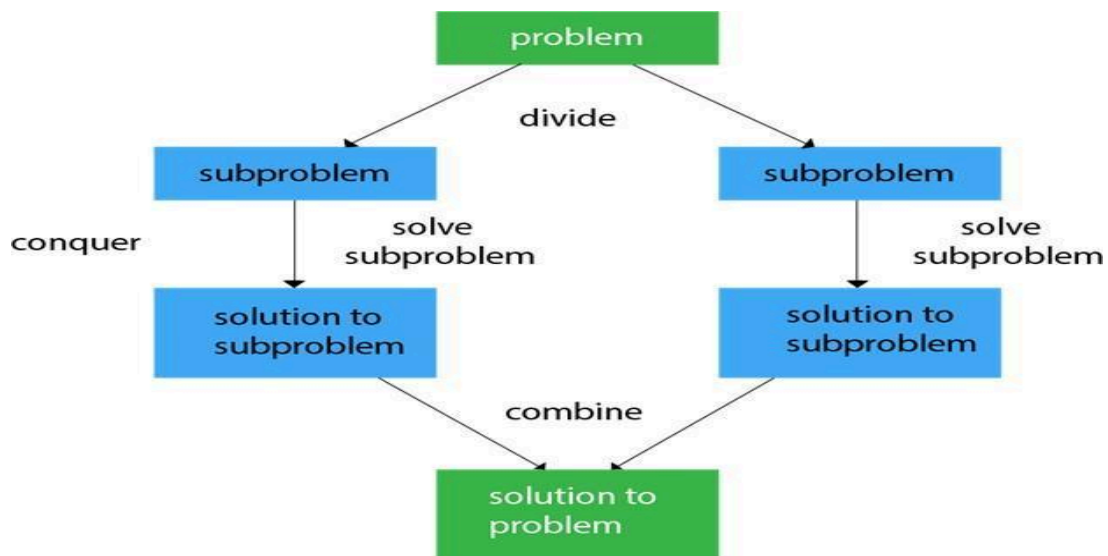 problem
divide
subproblem
subproblem
conquer
solve
subproblem
solve
subproblem
solution to
subproblem
solution to
subproblem
combine
solution to
problem